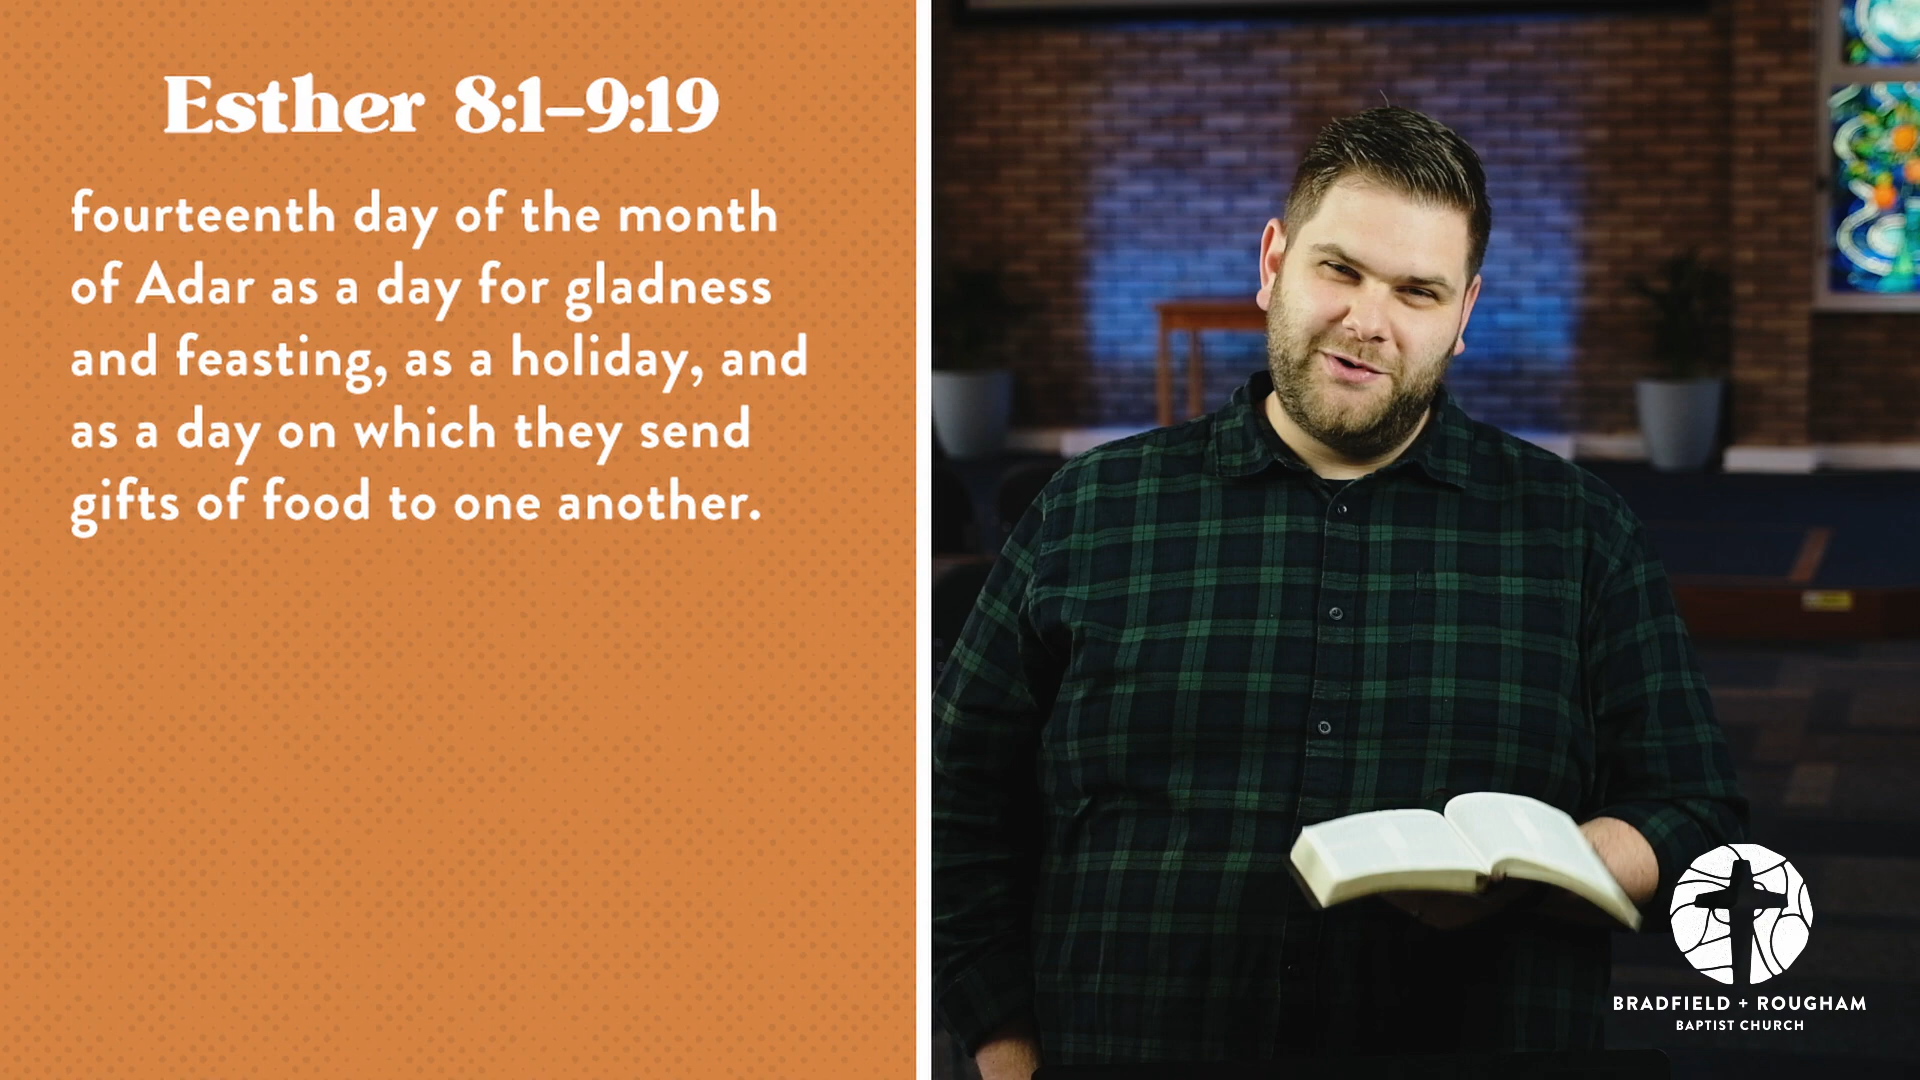 Esther 8:1–9:19
fourteenth day of the month
of Adar as a day for gladness
and feasting, as a holiday, and
as a day on which they send
gifts of food to one another.
BRADFIELD + ROUGHAM
BAPTIST CHURCH